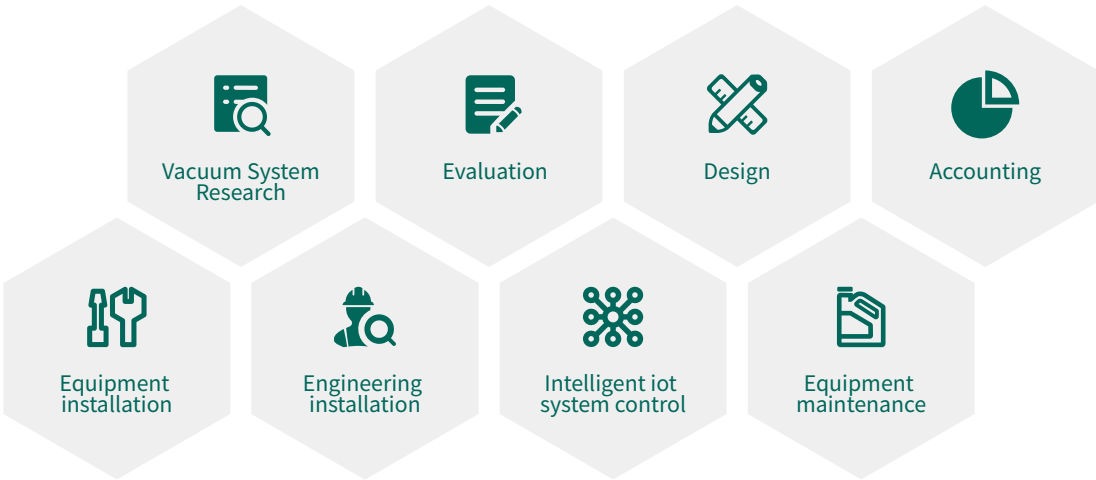 Vacuum System
Research
Evaluation
Design
Accounting
Equipment
installation
Engineering
installation
Intelligent iot
system control
Equipment
maintenance